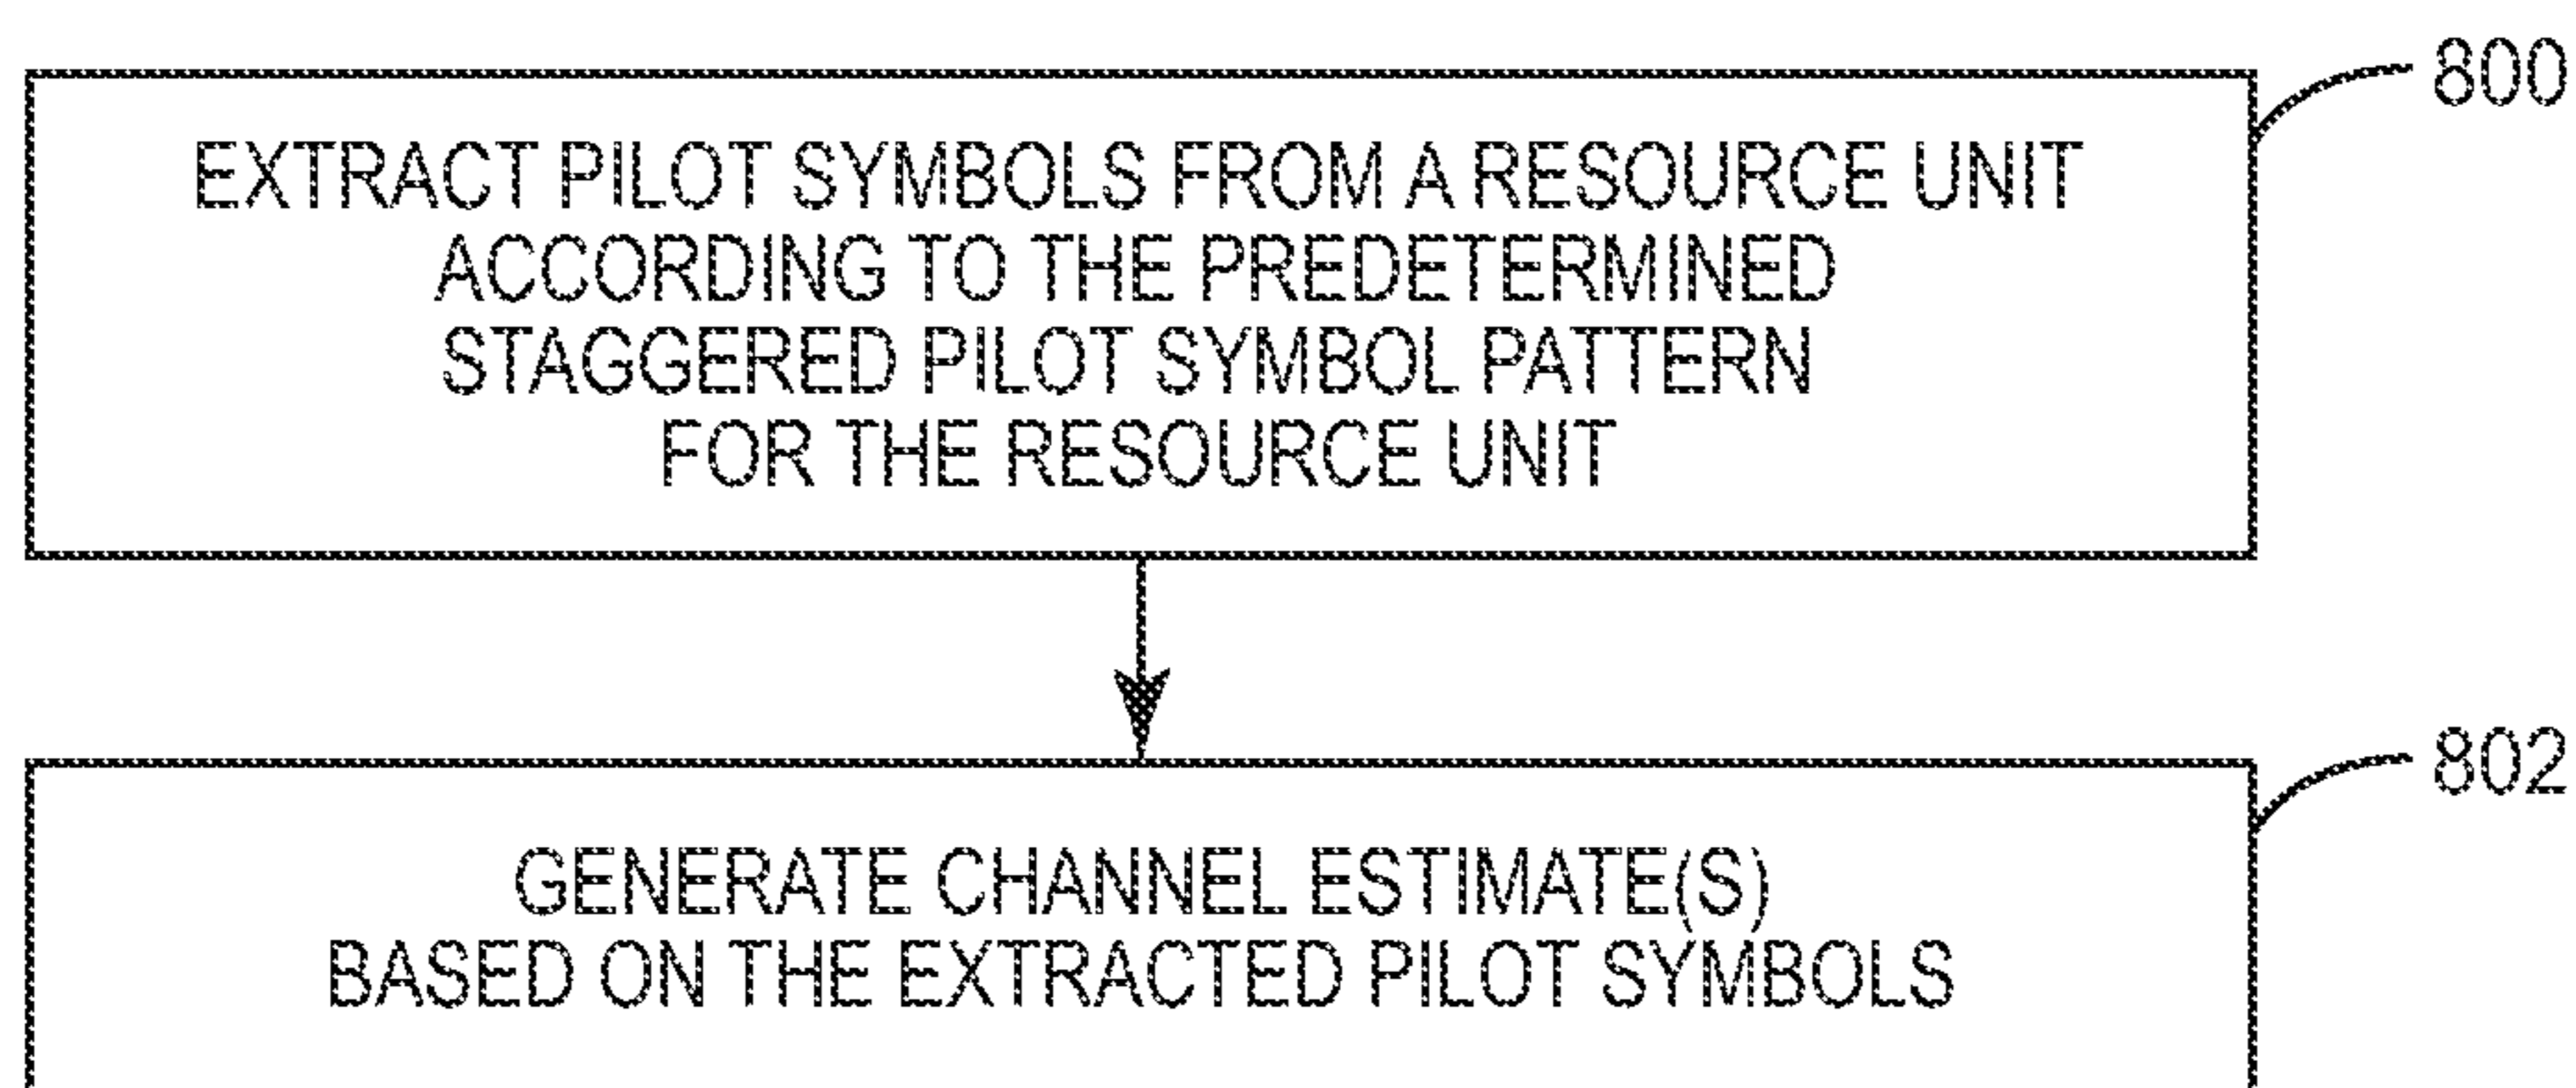 800
EXTRACT PILOT SYMBOLS FROM A RESOURCE UNIT
ACCORDING TO THE PREDETERMINED
STAGGERED PILOT SYMBOL PATTERN
FOR THE RESOURCE UNIT
802
GENERATE CHANNEL ESTIMATE(S)
BASED ON THE EXTRACTED PILOT SYMBOLS